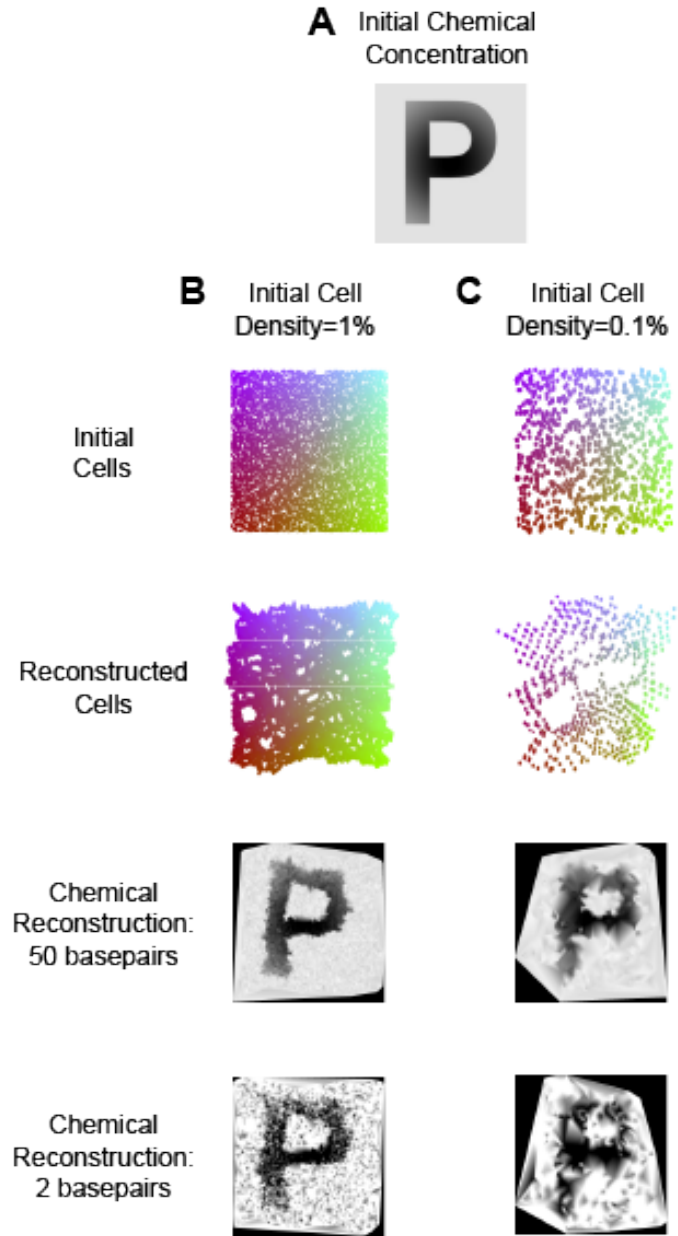 A Initial Chemical
Concentration
P
B Initial Cell
Density=1%
C Initial Cell
Density=0.1%
Initial
Cells
Reconstructed
Cells
Chemical
Reconstruction:
50 basepairs
P
P
Chemical
Reconstruction:
2 basepairs
P
P